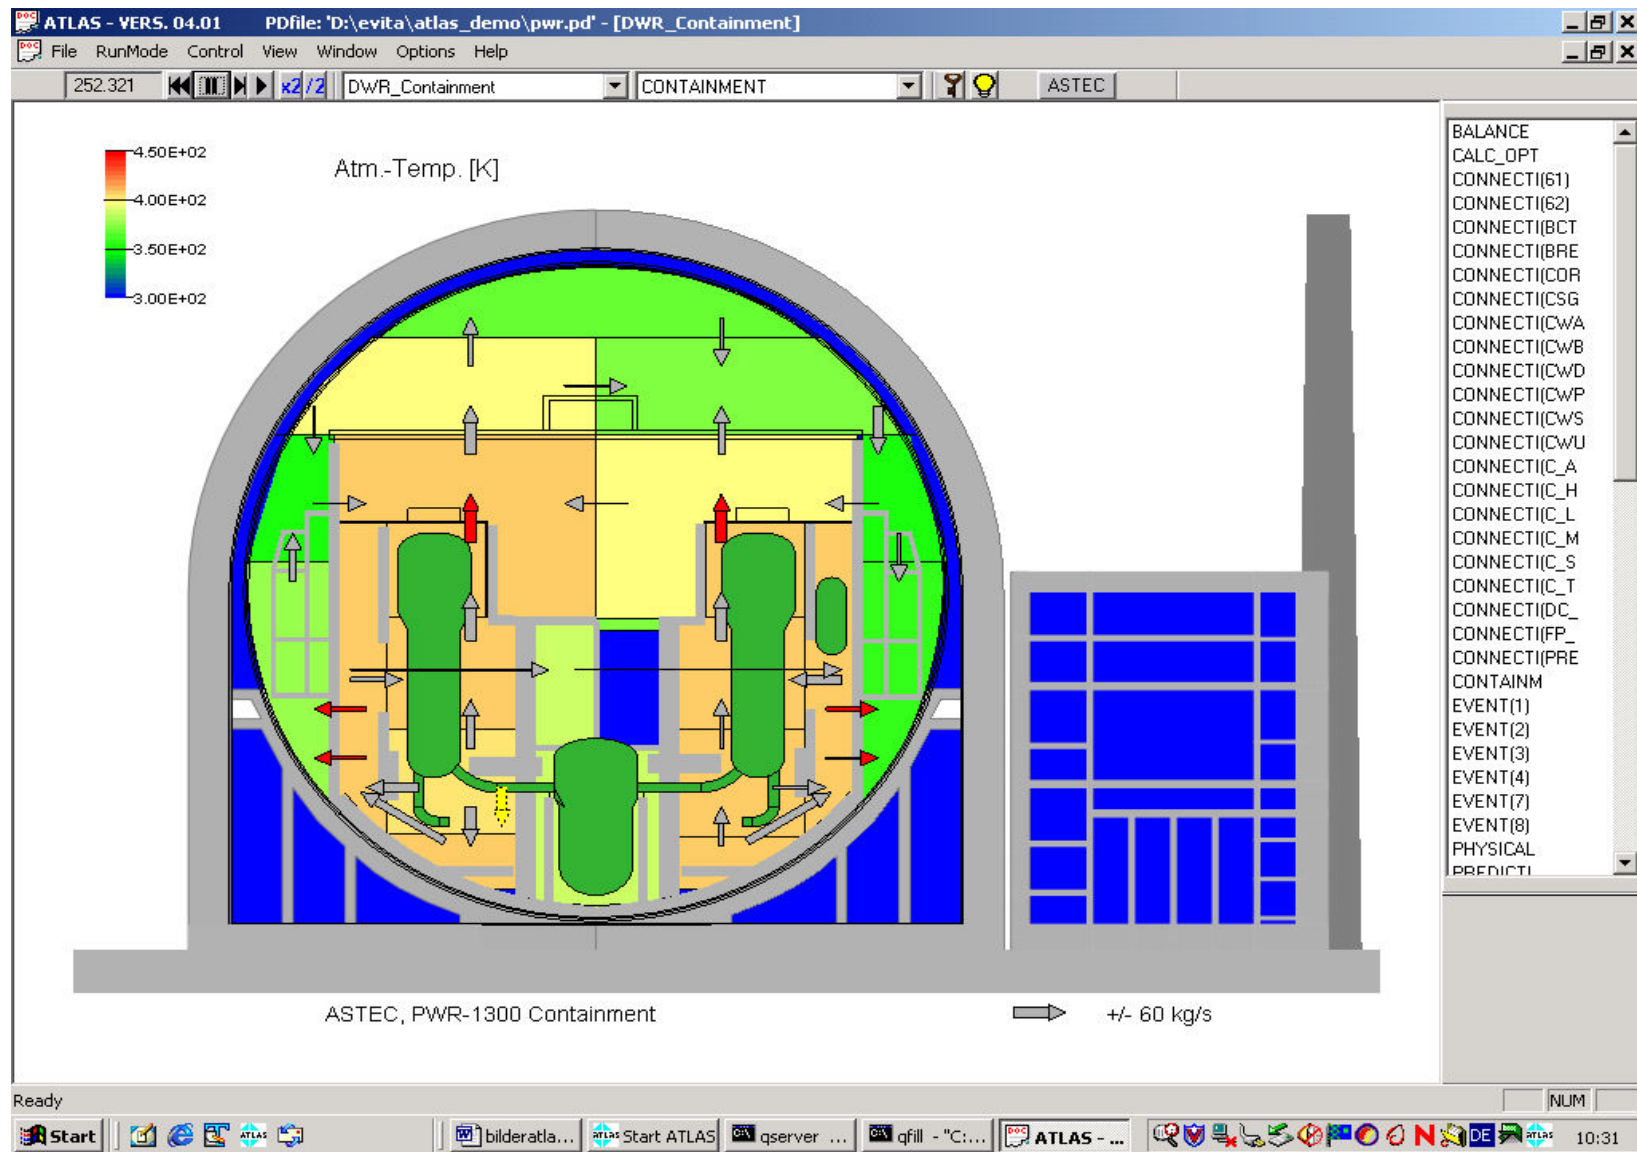 ATLAS - VERS. 04.01 PDfile: 'D:\evita\atlas_demo\pwr.pd' - [DWR_Containment]
File RunMode Control View Window Options Help
252.321 x2 /2 DWR_Containment CONTAINMENT ASTEC
4.50E+02
4.00E+02
3.50E+02
3.00E+02
Atm.-Temp. [K]
ASTEC, PWR-1300 Containment
+/- 60 kg/s
BALANCE
CALC_OPT
CONNECTI(61)
CONNECTI(62)
CONNECTI(BCT
CONNECTI(BRE
CONNECTI(COR
CONNECTI(CSG
CONNECTI(CWA
CONNECTI(CWB
CONNECTI(CWD
CONNECTI(CWP
CONNECTI(CWS
CONNECTI(CWU
CONNECTI(C_A
CONNECTI(C_H
CONNECTI(C_L
CONNECTI(C_M
CONNECTI(C_S
CONNECTI(C_T
CONNECTI(DC_
CONNECTI(FP_
CONNECTI(PRE
CONTAINM
EVENT(1)
EVENT(2)
EVENT(3)
EVENT(4)
EVENT(7)
EVENT(8)
PHYSICAL
PREDICTI
Ready NUM
Start bilderatla... Start ATLAS qserver ... qfill - "C:... ATLAS - ... DE 10:31